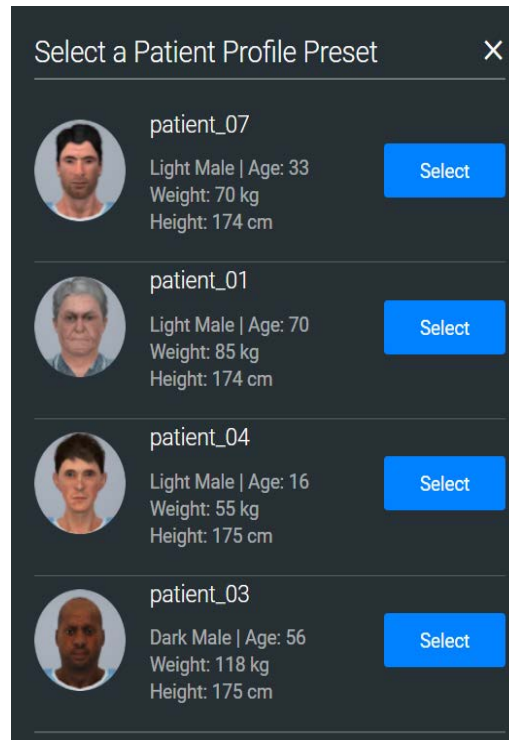 Select a Patient Profile Preset
patient_07
Light Male | Age: 33
Weight: 70 kg
Height: 174 cm
Select
patient_01
Light Male | Age: 70
Weight: 85 kg
Height: 174 cm
Select
patient_04
Light Male | Age: 16
Weight: 55 kg
Height: 175 cm
Select
patient_03
Dark Male | Age: 56
Weight: 118 kg
Height: 175 cm
Select